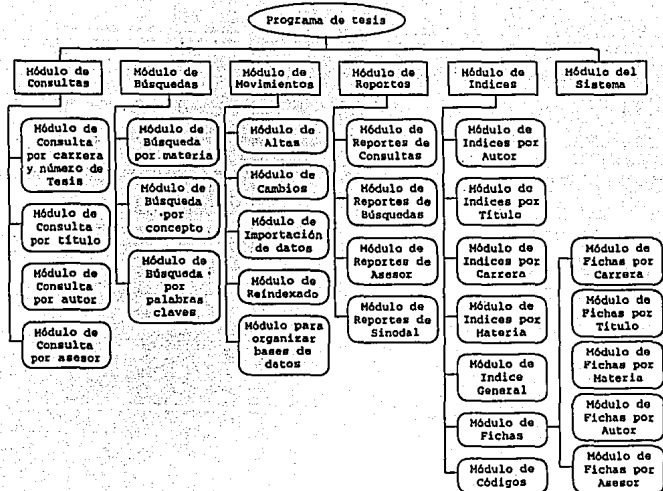 Programa de tesis
Módulo de
Consultas
Módulo de
Búsquedas
Módulo de
Movimientos
Módulo de
Reportes
Módulo de
Indices
Módulo del
Sistema
Módulo de
Consulta
por carrera
y número de
Tesis
Módulo de
Consulta
por título
Módulo de
Consulta
por autor
Módulo de
Consulta
por asesor
Módulo de
Búsqueda
por materia
Módulo de
Búsqueda
por
concepto
Módulo de
Búsqueda
por
palabras
claves
Módulo de
Altas
Módulo de
Cambios
Módulo de
Importación
de datos
Módulo de
Reindexado
Módulo para
organizar
bases de
datos
Módulo de
Reportes de
Consultas
Módulo de
Reportes de
Búsquedas
Módulo de
Reportes de
Asesor
Módulo de
Reportes de
Sinodal
Módulo de
Indices por
Autor
Módulo de
Indices por
Título
Módulo de
Indices por
Carrera
Módulo de
Indices por
Materia
Módulo de
Indice
General
Módulo de
Fichas
Módulo de
Códigos
Módulo de
Fichas por
Carrera
Módulo de
Fichas por
Título
Módulo de
Fichas por
Materia
Módulo de
Fichas por
Autor
Módulo de
Fichas por
Asesor